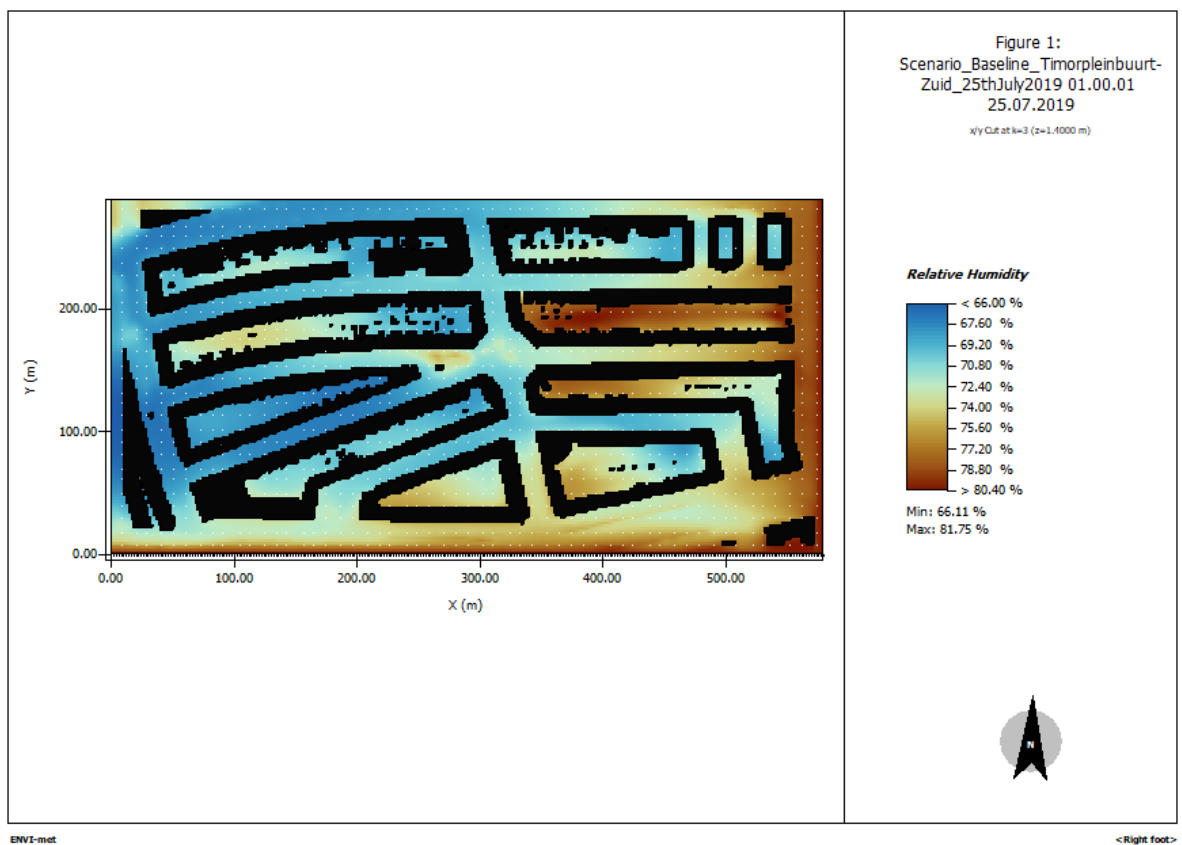 Figure 1:
Scenario_Baseline_Timorpleinbuurt-
Zuid_25thJuly2019 01.00.01
25.07.2019
x/y Cut at k=3 (z=1.4000 m)
Y (m)
200.00
100.00
0.00
0.00 100.00 200.00 300.00 400.00 500.00
X (m)
Relative Humidity
< 66.00 %
67.60 %
69.20 %
70.80 %
72.40 %
74.00 %
75.60 %
77.20 %
78.80 %
> 80.40 %
Min: 66.11 %
Max: 81.75 %
N
ENVI-met
<Right foot>